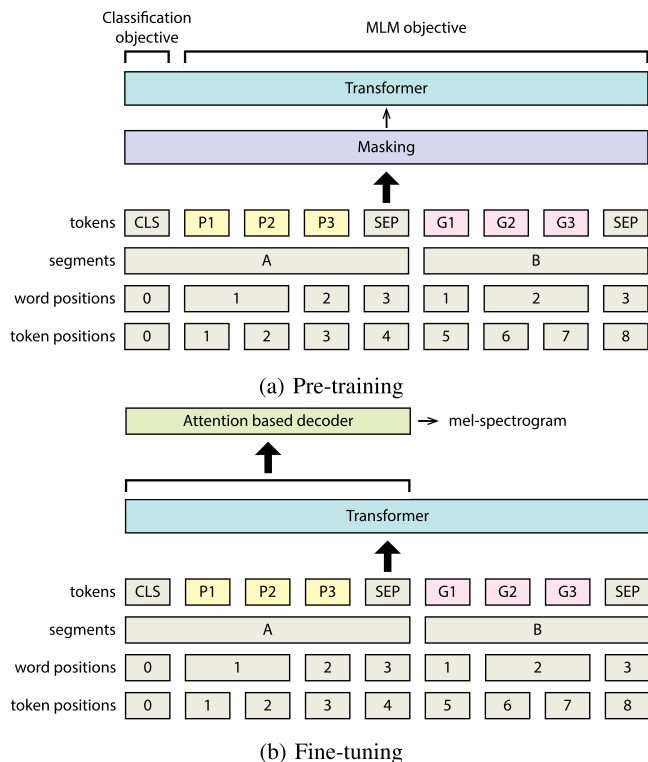 Classification
objective
MLM objective
Transformer
Masking
tokens CLS P1 P2 P3 SEP G1 G2 G3 SEP
segments A B
word positions 0 1 2 3 1 2 3
token positions 0 1 2 3 4 5 6 7 8
(a) Pre-training
Attention based decoder mel-spectrogram
Transformer
tokens CLS P1 P2 P3 SEP G1 G2 G3 SEP
segments A B
word positions 0 1 2 3 1 2 3
token positions 0 1 2 3 4 5 6 7 8
(b) Fine-tuning